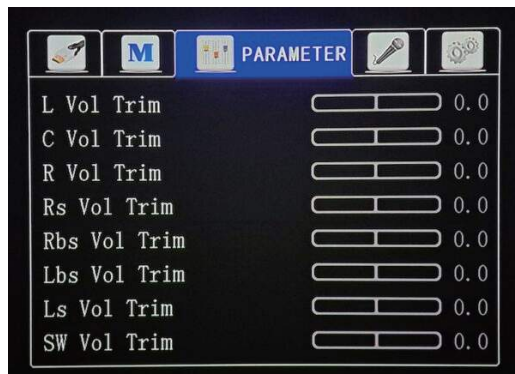 M PARAMETER
L Vol Trim 0.0
C Vol Trim 0.0
R Vol Trim 0.0
Rs Vol Trim 0.0
Rbs Vol Trim 0.0
Lbs Vol Trim 0.0
Ls Vol Trim 0.0
SW Vol Trim 0.0